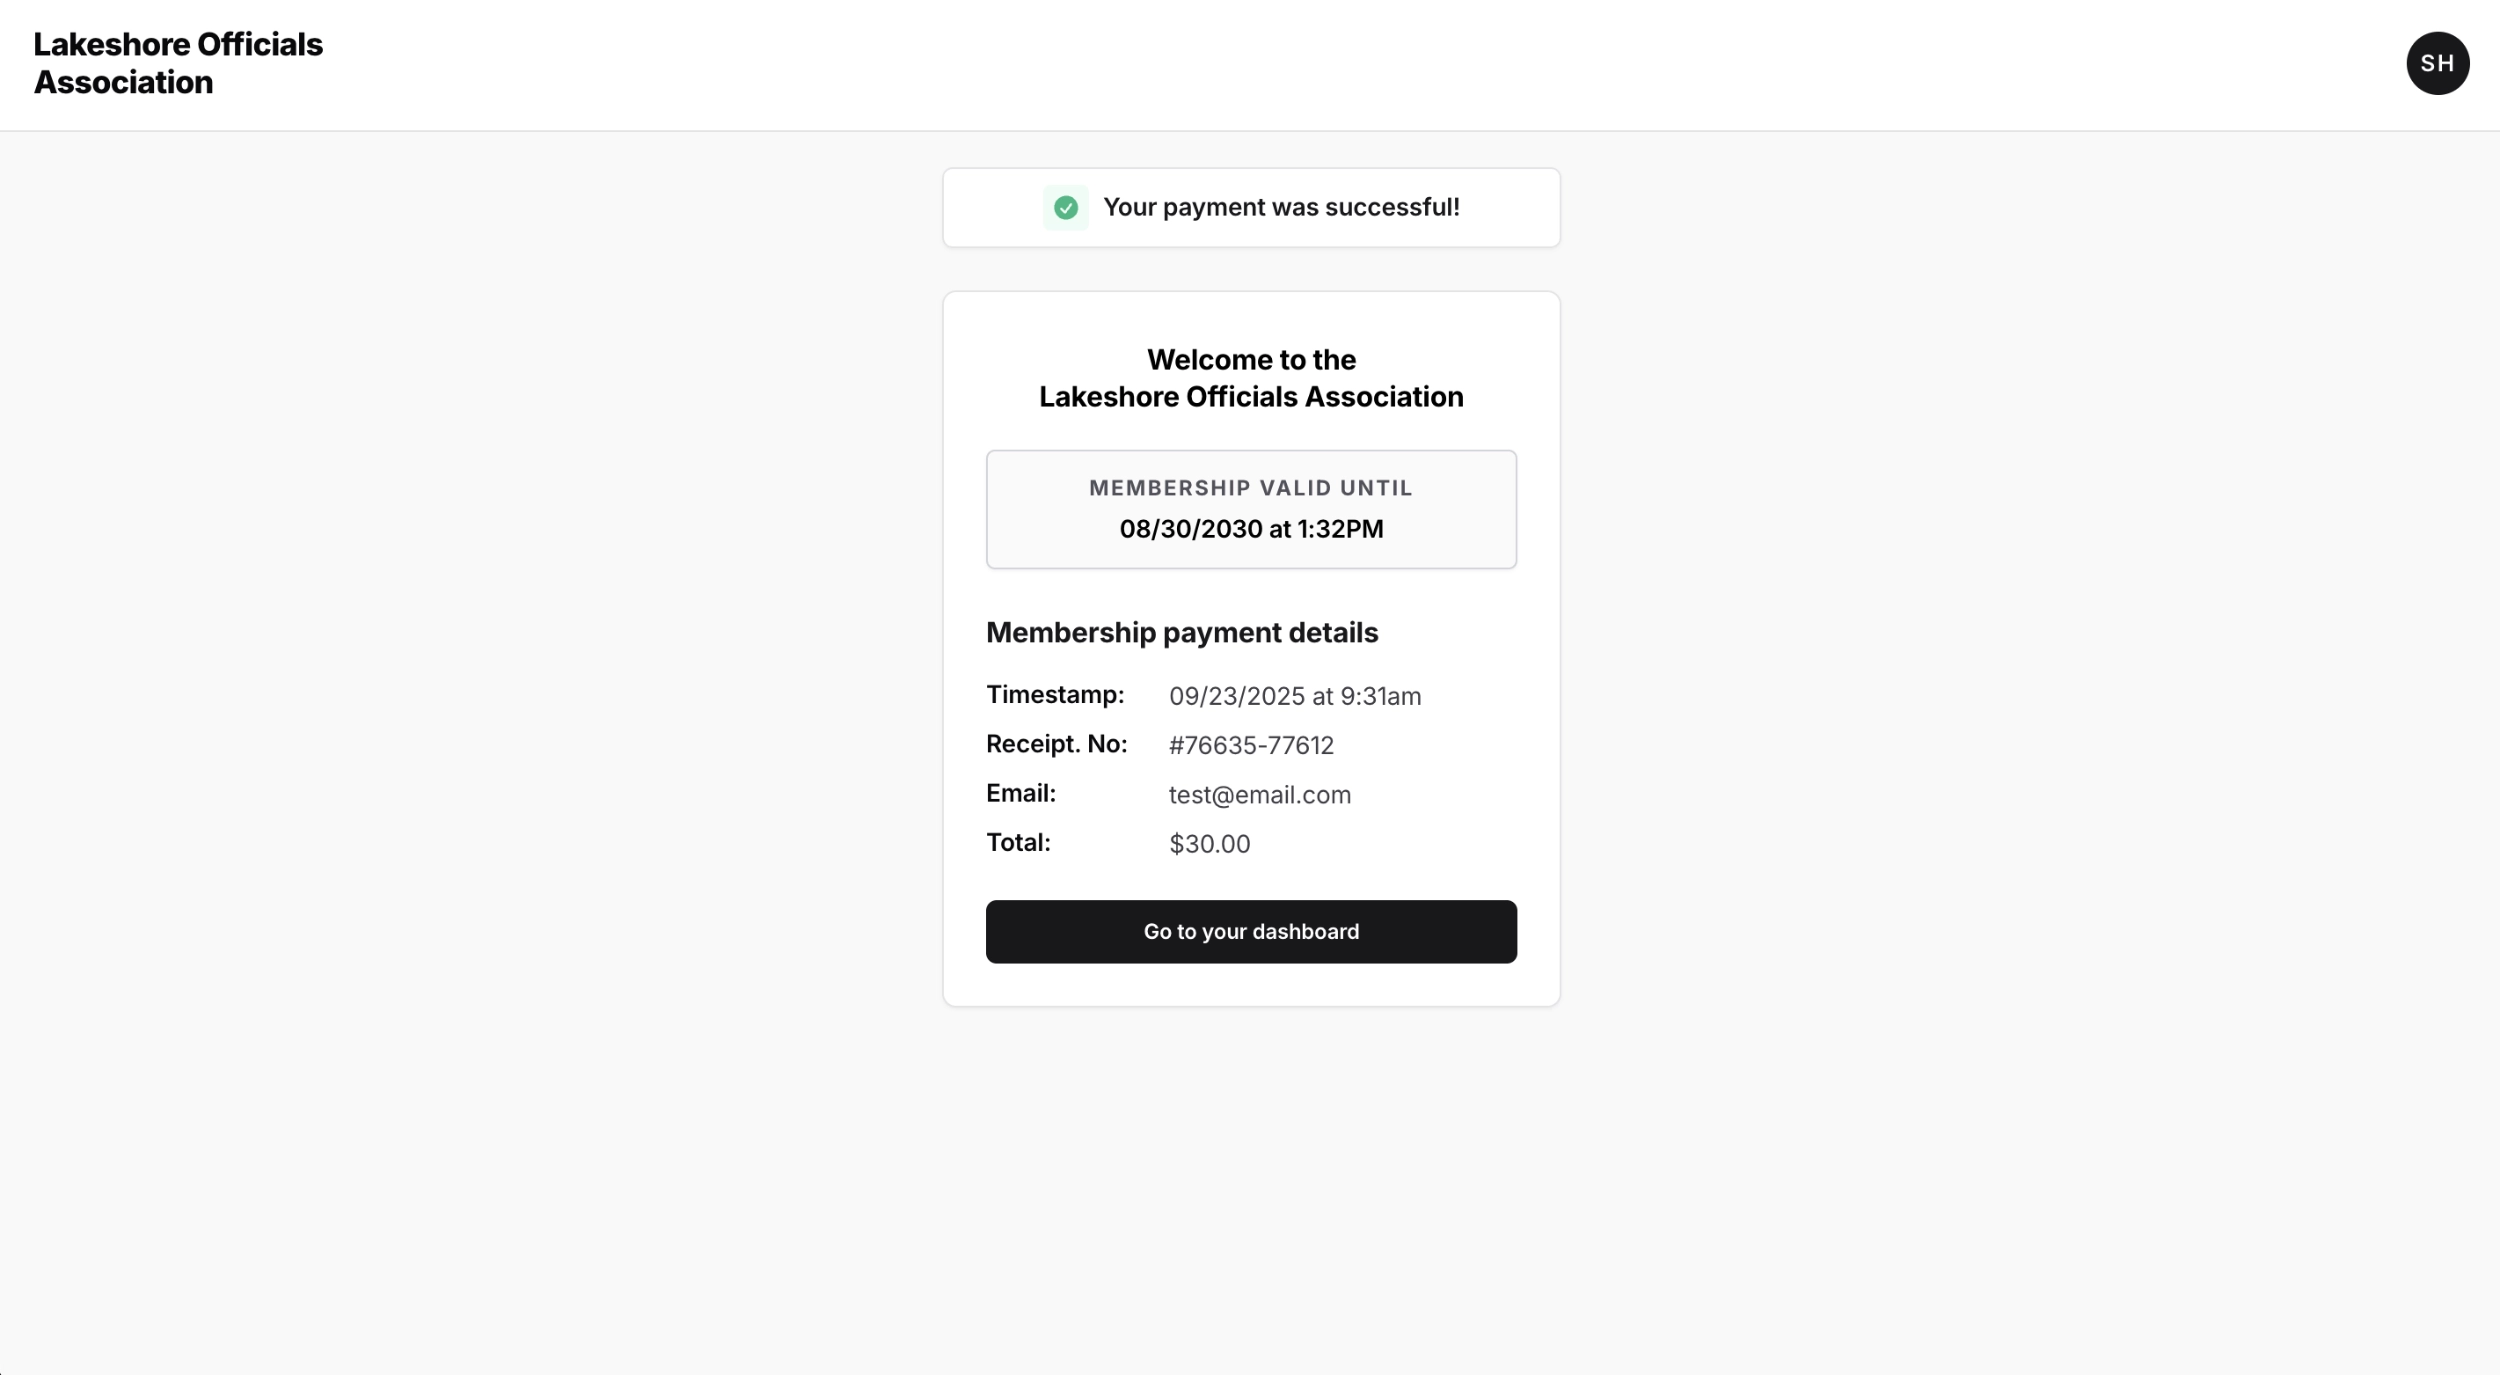 Lakeshore Officials
Association
SH
Your payment was successful!
Welcome to the
Lakeshore Officials Association
MEMBERSHIP VALID UNTIL
08/30/2030 at 1:32PM
Membership payment details
Timestamp: 09/23/2025 at 9:31am
Receipt. No: #76635-77612
Email: test@email.com
Total: $30.00
Go to your dashboard